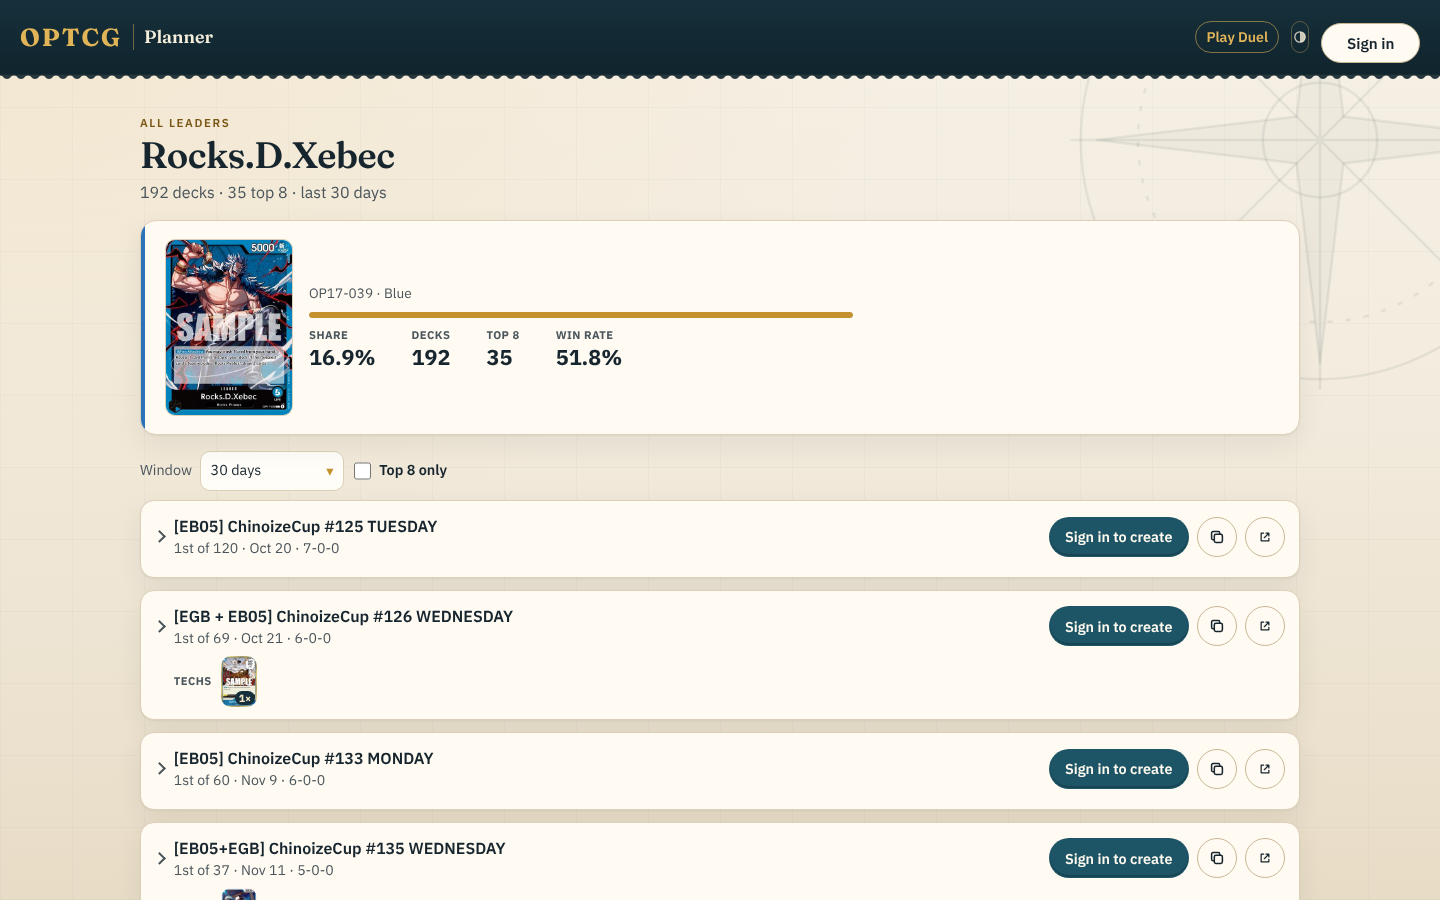 OPTCG
Planner
Play Duel
Sign in
ALL LEADERS
Rocks.D.Xebec
192 decks · 35 top 8 · last 30 days
5000
SAMPLE
LEADER
Rocks.D.Xebec
OP17-039 · Blue
SHARE
16.9%
DECKS
192
TOP 8
35
WIN RATE
51.8%
Window
30 days
Top 8 only
[EB05] ChinoizeCup #125 TUESDAY
1st of 120 · Oct 20 · 7-0-0
Sign in to create
[EGB + EB05] ChinoizeCup #126 WEDNESDAY
1st of 69 · Oct 21 · 6-0-0
Sign in to create
TECHS
SAMPLE
1×
[EB05] ChinoizeCup #133 MONDAY
1st of 60 · Nov 9 · 6-0-0
Sign in to create
[EB05+EGB] ChinoizeCup #135 WEDNESDAY
1st of 37 · Nov 11 · 5-0-0
Sign in to create